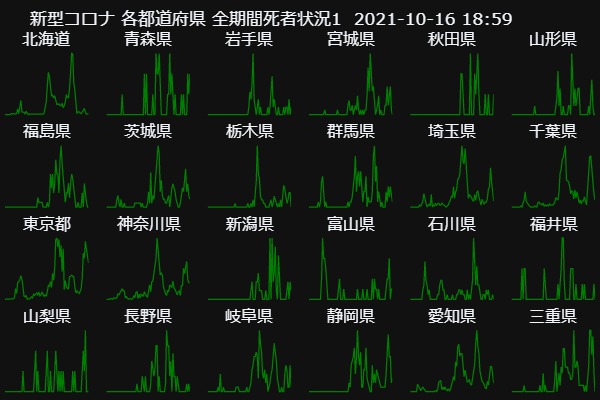 新型コロナ 各都道府県 全期間死者状況1 2021-10-16 18:59
北海道 青森県 岩手県 宮城県 秋田県 山形県
福島県 茨城県 栃木県 群馬県 埼玉県 千葉県
東京都 神奈川県 新潟県 富山県 石川県 福井県
山梨県 長野県 岐阜県 静岡県 愛知県 三重県